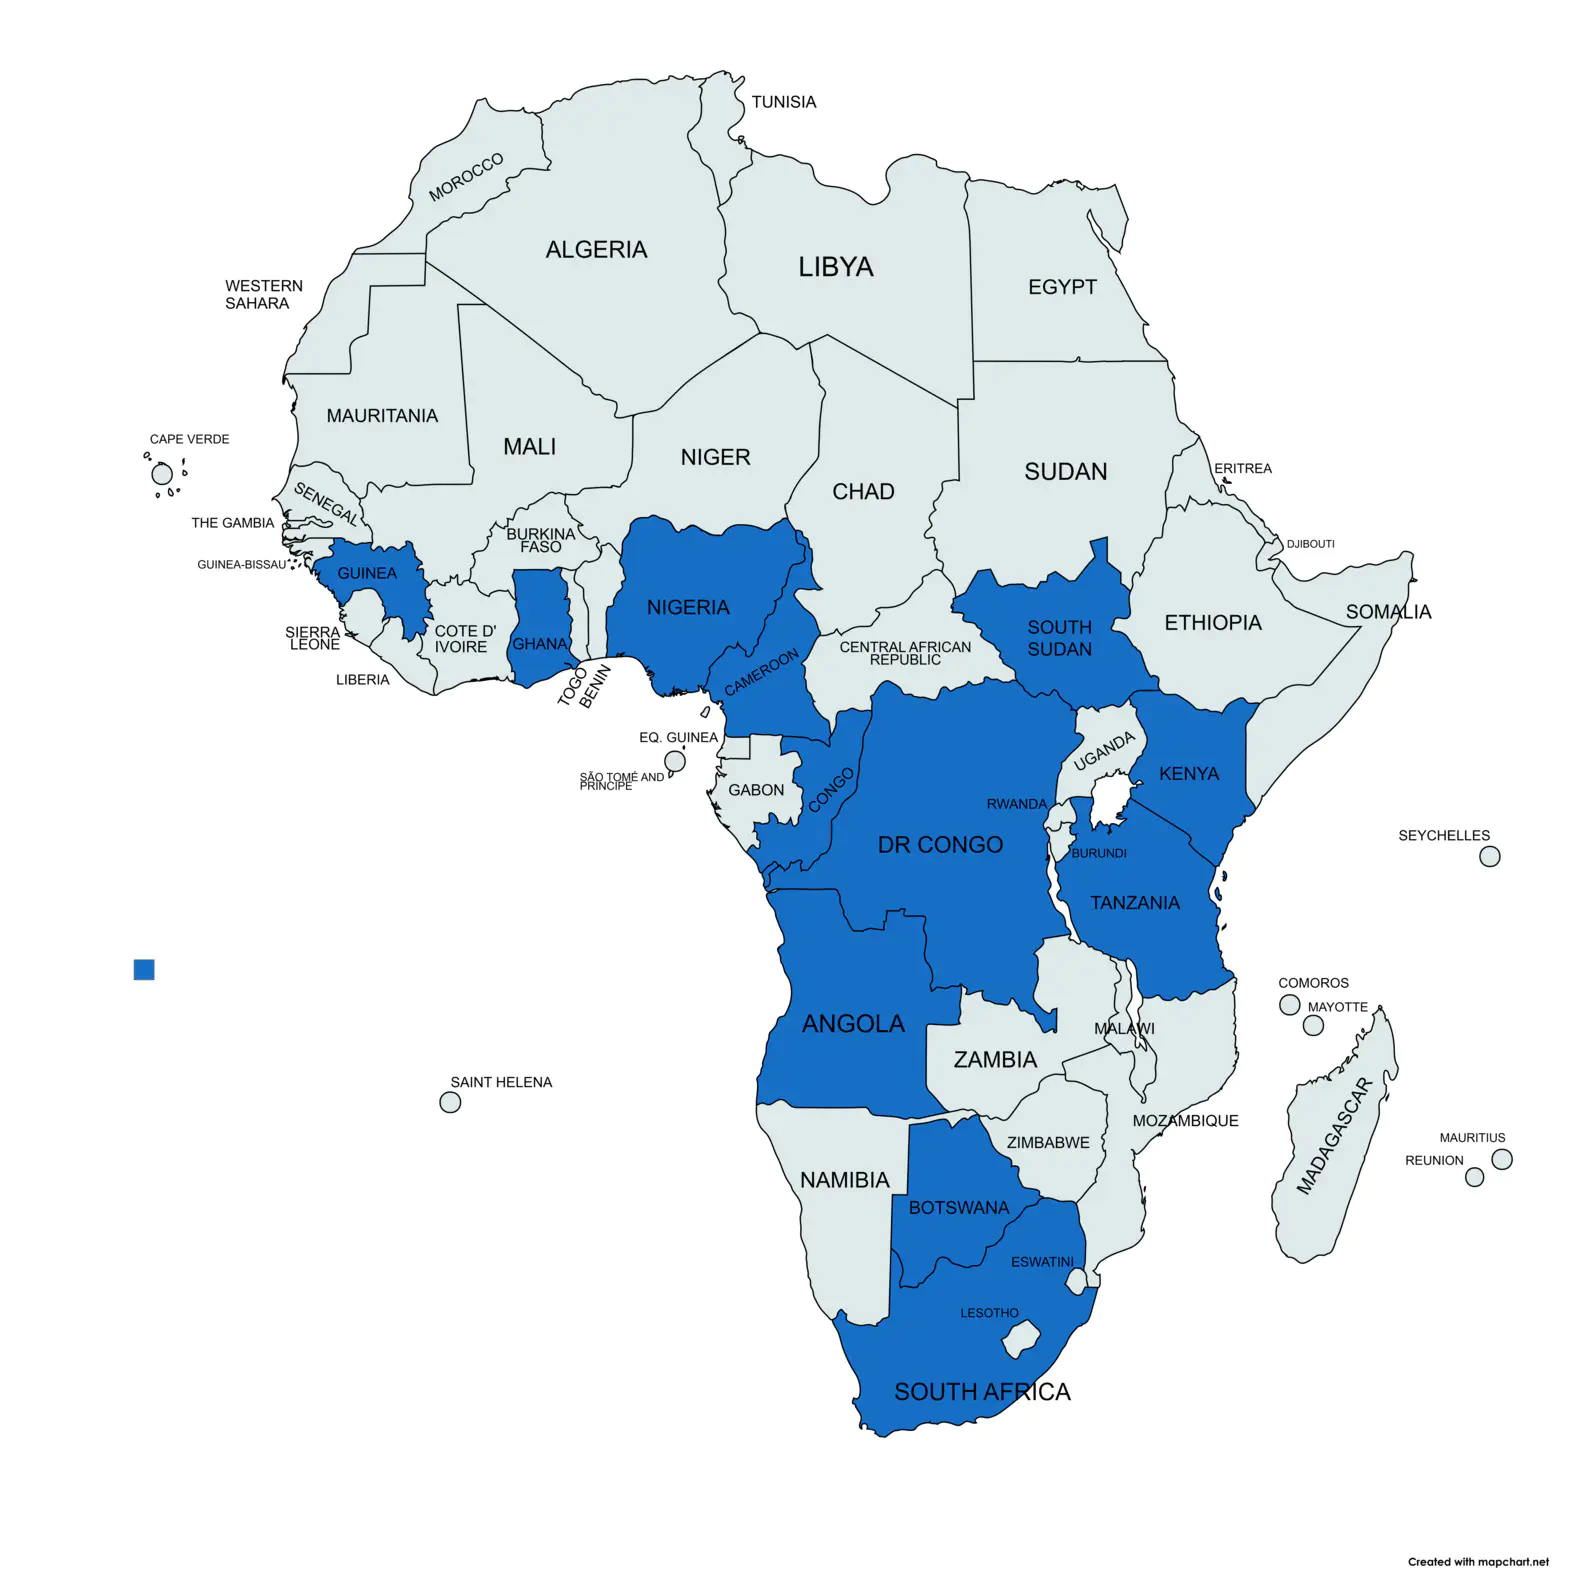 TUNISIA
MOROCCO
ALGERIA
LIBYA
EGYPT
WESTERN
SAHARA
MAURITANIA
MALI
NIGER
CHAD
SUDAN
ERITREA
CAPE VERDE
SENEGAL
THE GAMBIA
BURKINA
FASO
DJIBOUTI
GUINEA-BISSAU
GUINEA
NIGERIA
SOMALIA
ETHIOPIA
SIERRA
LEONE
COTE D'
IVOIRE
GHANA
SOUTH
SUDAN
CENTRAL AFRICAN
REPUBLIC
LIBERIA
TOGO
BENIN
CAMEROON
EQ. GUINEA
UGANDA
KENYA
SÃO TOMÉ AND
PRINCIPE
GABON
CONGO
RWANDA
SEYCHELLES
DR CONGO
BURUNDI
TANZANIA
COMOROS
MAYOTTE
ANGOLA
MALAWI
ZAMBIA
SAINT HELENA
MOZAMBIQUE
MADAGASCAR
ZIMBABWE
MAURITIUS
REUNION
NAMIBIA
BOTSWANA
ESWATINI
LESOTHO
SOUTH AFRICA
Created with mapchart.net